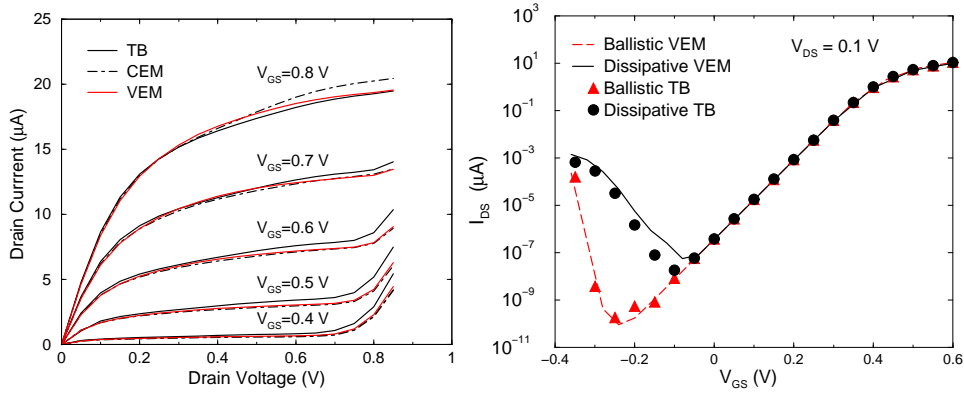 25
20
15
10
5
0
0
0.2
0.4
0.6
0.8
1
Drain Voltage (V)
Drain Currrent (μA)
TB
CEM
VEM
V_GS=0.8 V
V_GS=0.7 V
V_GS=0.6 V
V_GS=0.5 V
V_GS=0.4 V
10^3
10^1
10^−1
10^−3
10^−5
10^−7
10^−9
10^−11
−0.4
−0.2
0
0.2
0.4
0.6
V_GS (V)
I_DS (μA)
Ballistic VEM
Dissipative VEM
Ballistic TB
Dissipative TB
V_DS = 0.1 V